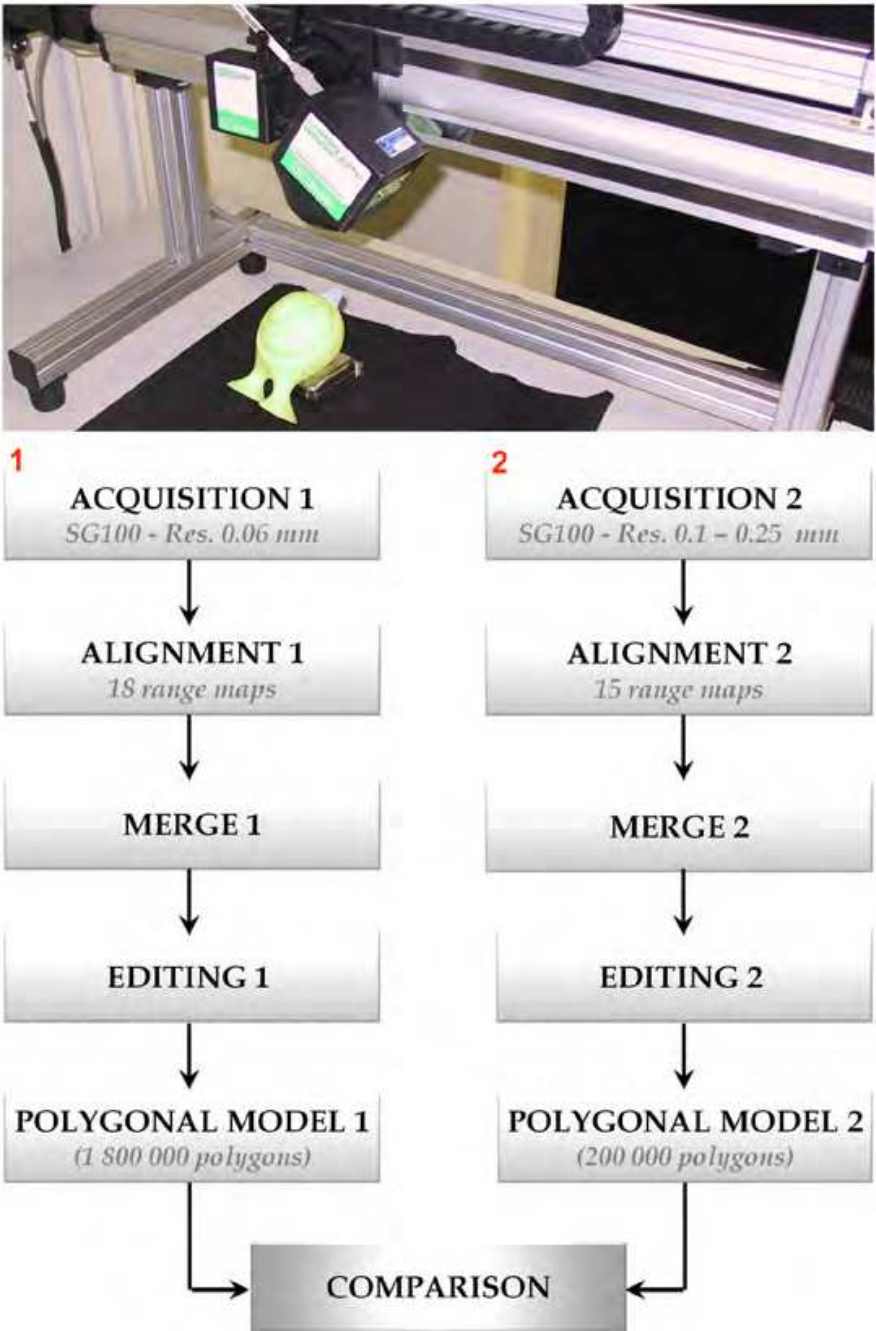 1
ACQUISITION 1
SG100 - Res. 0.06 mm
ALIGNMENT 1
18 range maps
MERGE 1
EDITING 1
POLYGONAL MODEL 1
(1 800 000 polygons)
2
ACQUISITION 2
SG100 - Res. 0.1 – 0.25 mm
ALIGNMENT 2
15 range maps
MERGE 2
EDITING 2
POLYGONAL MODEL 2
(200 000 polygons)
COMPARISON